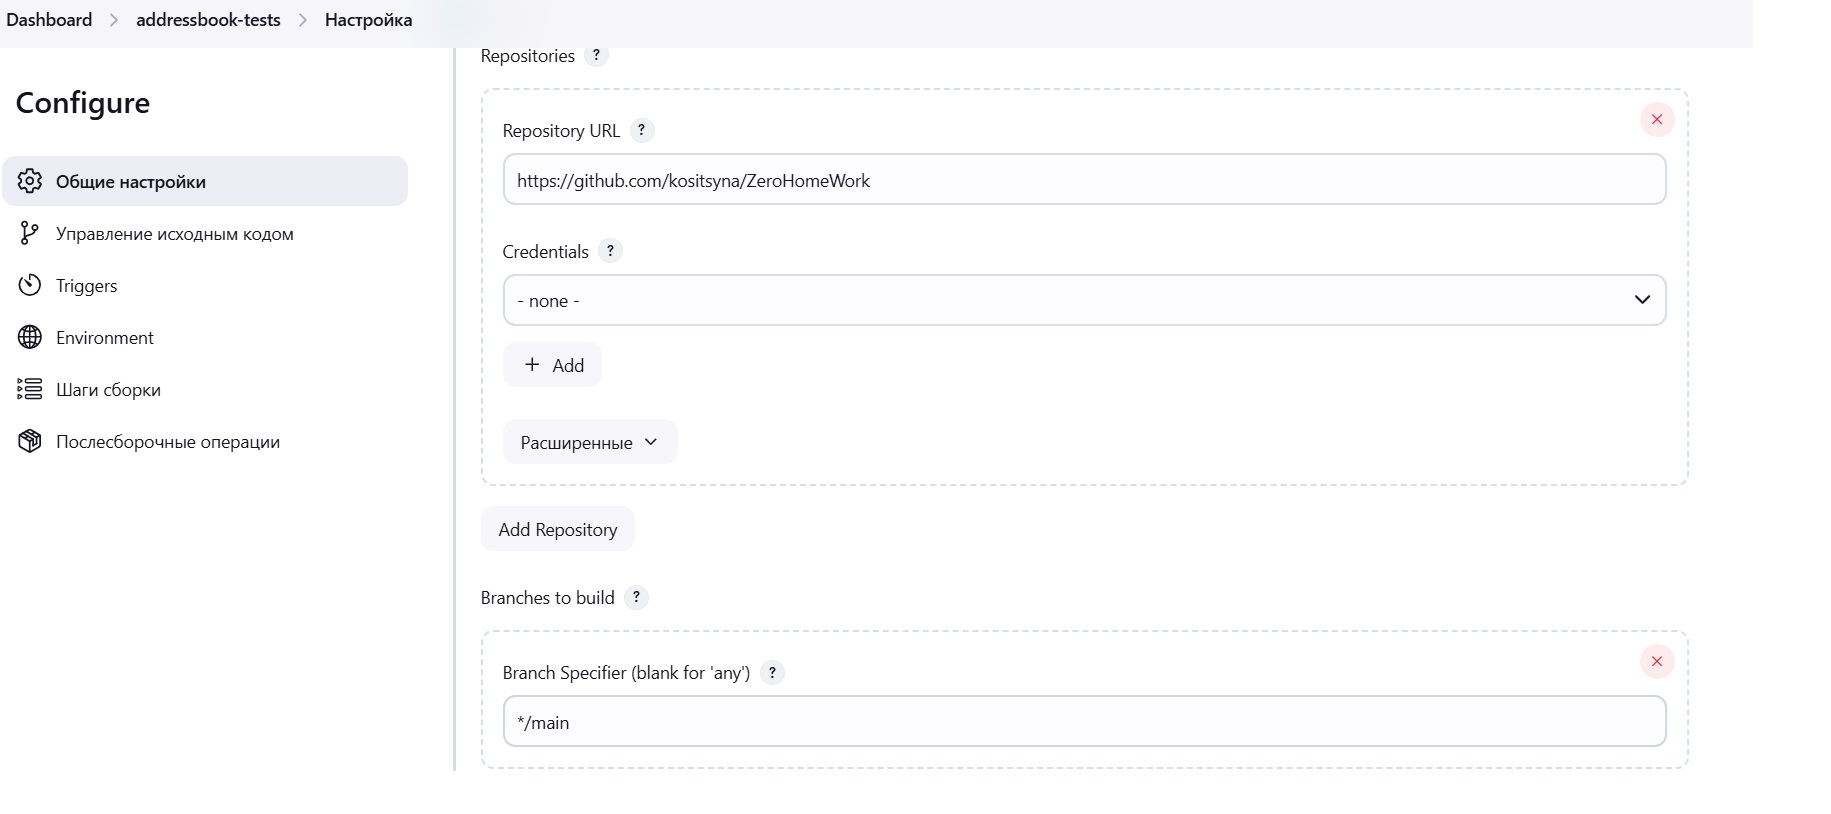 Dashboard > addressbook-tests > Настройка
Configure
Общие настройки
Управление исходным кодом
Triggers
Environment
Шаги сборки
Послесборочные операции
Repositories ?
Repository URL ?
https://github.com/kositsyna/ZeroHomeWork
Credentials ?
- none -
+ Add
Расширенные
Add Repository
Branches to build ?
Branch Specifier (blank for 'any') ?
*/main